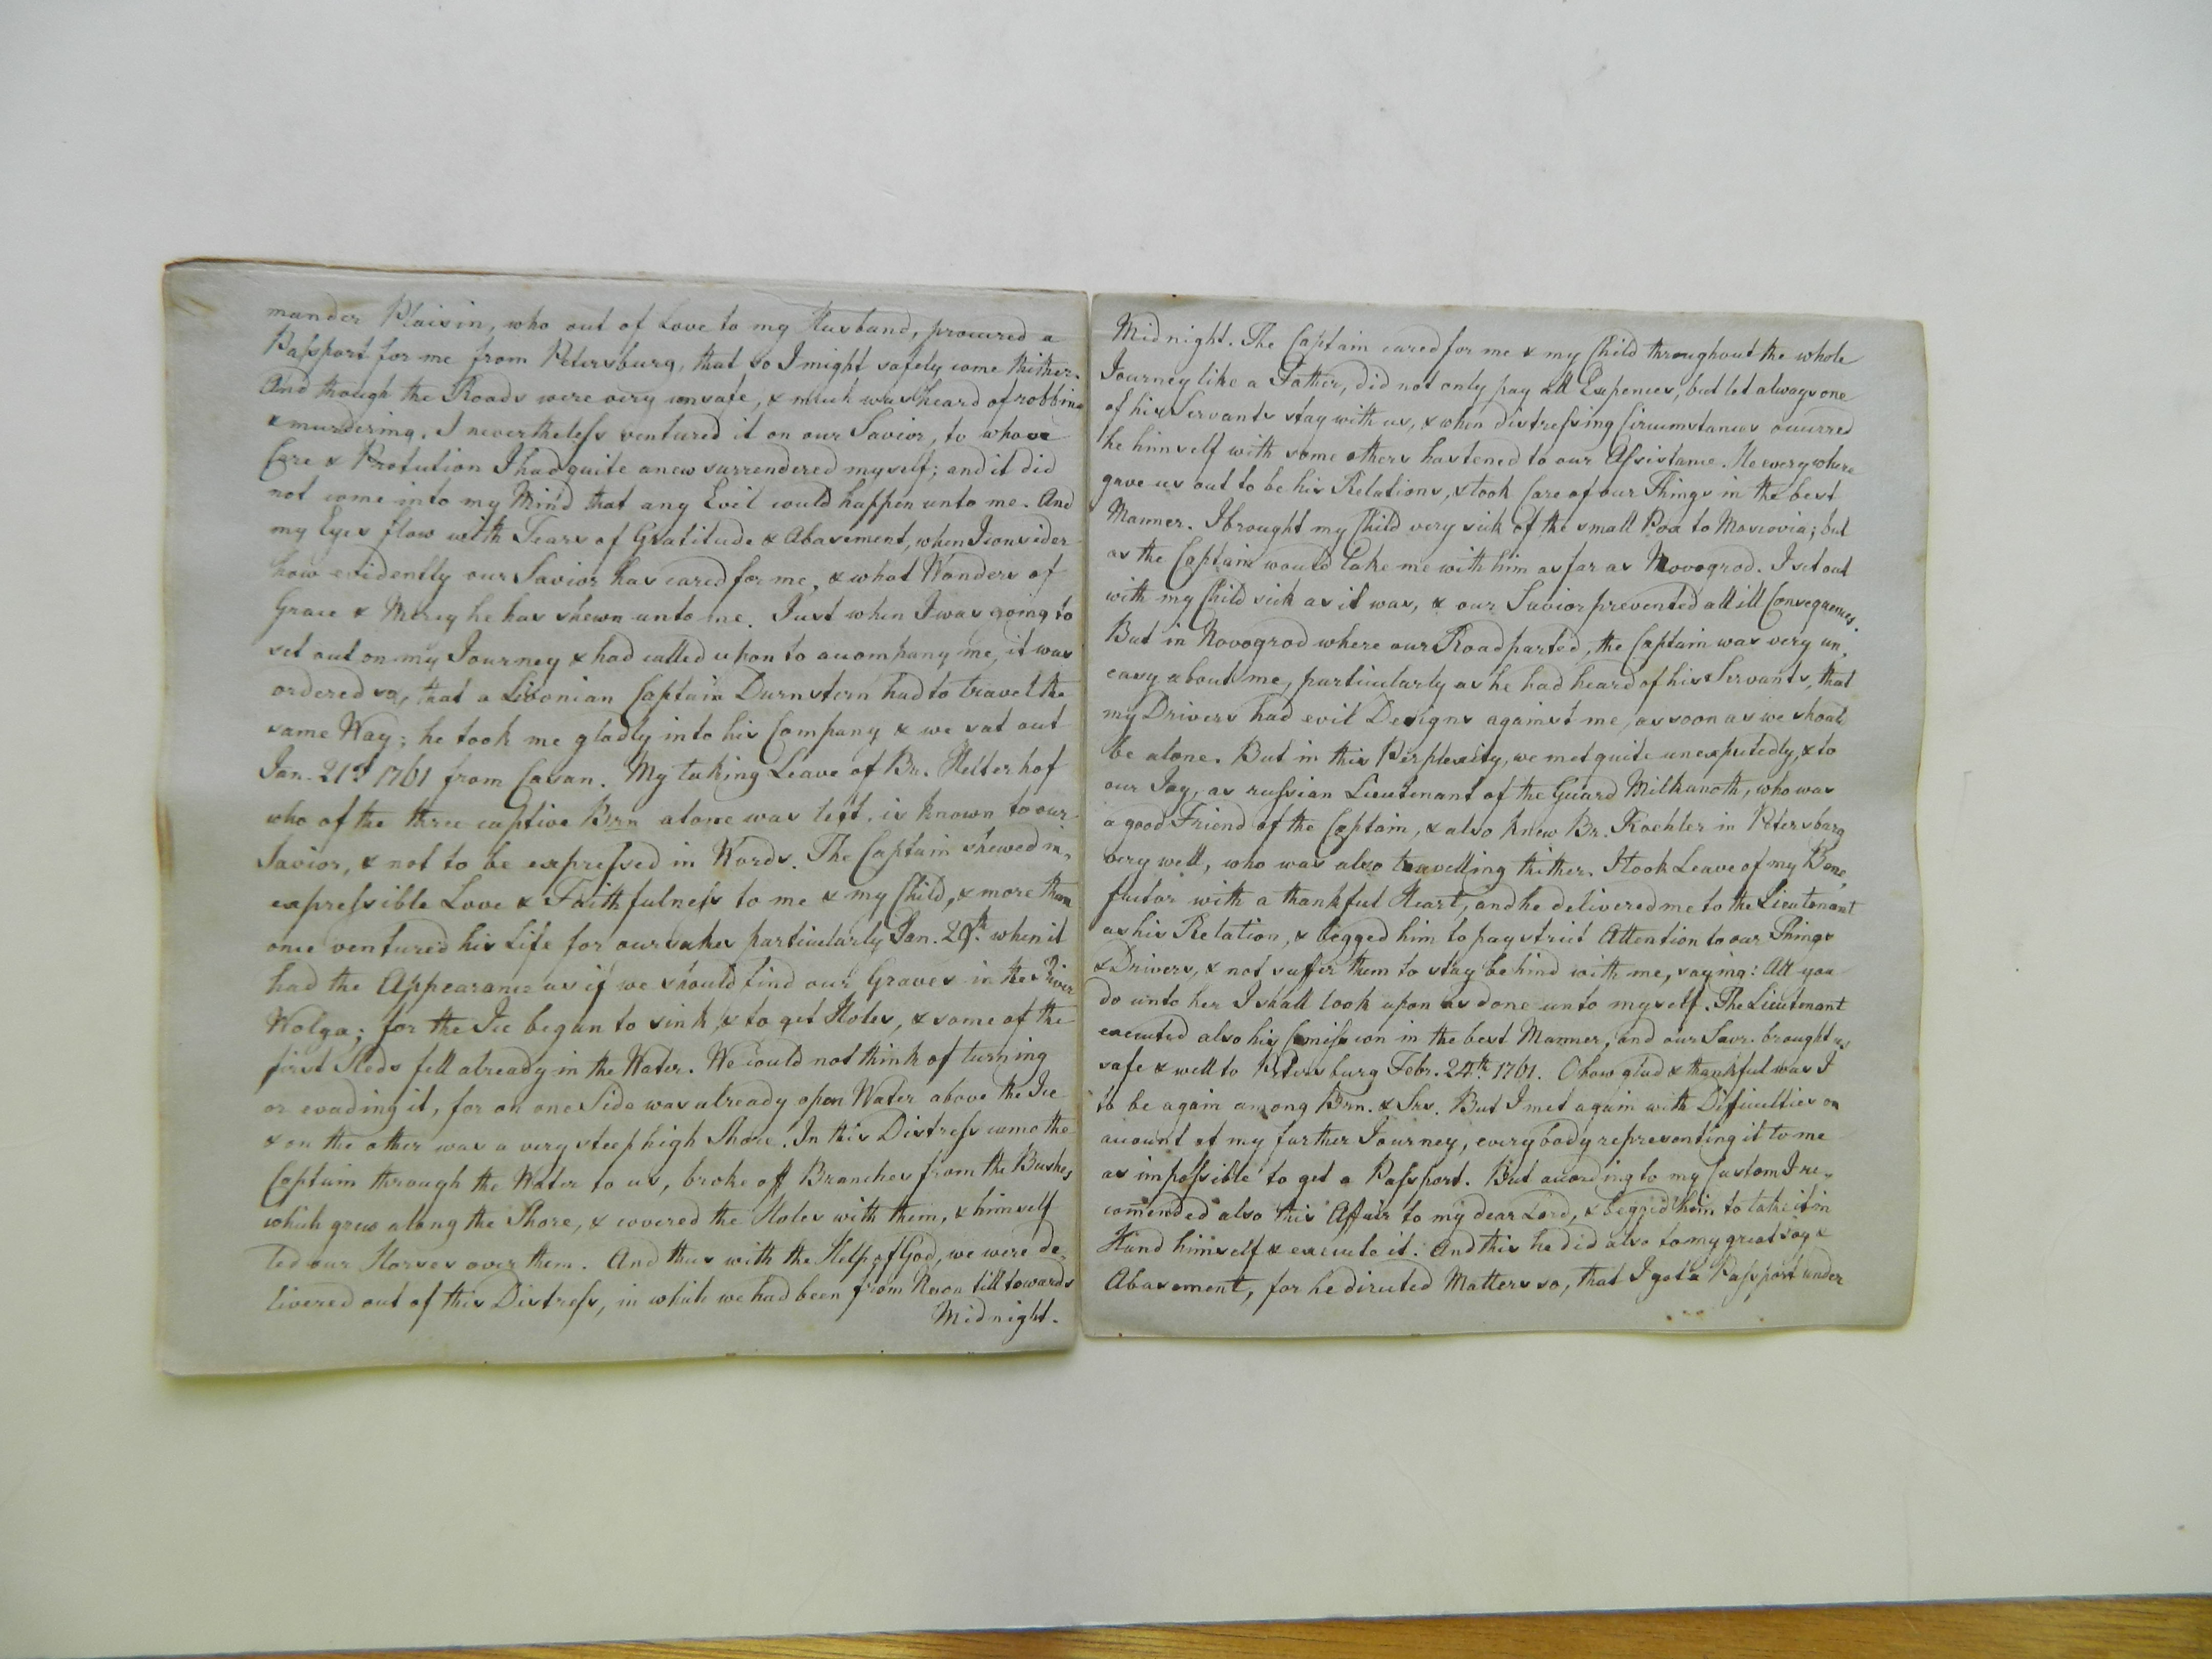 mander Plaisin, who out of Love to my Husband, procured a
Passport for me from Petersburg, that so I might safely come thither.
And though the Roads were very unsafe, & much was heard of robbing
& murdering. I nevertheless ventured it on our Savior, to whose
Care & Protection I had quite anew surrendered myself; and it did
not come into my Mind that any Evil could happen unto me. And
my Eyes flow with Tears of Gratitude & Abasement, when I consider
how evidently our Savior has cared for me, & what Wonders of
Grace & Mercy he has shewn unto me. Just when I was going to
set out on my Journey & had called upon to accompany me, it was
ordered so, that a Livonian Captain Durnstern had to travel the
same Way; he took me gladly into his Company & we sat out
Jan. 21st 1761 from Casan. My taking Leave of Br. Helterhof
who of the three captive Brn alone was left, is known to our
Savior, & not to be expressed in Words. The Captain shewed in,
expressible Love & Faithfulness to me & my Child, & more than
once ventured his Life for our sakes particularly Jan. 29th. when it
had the Appearance as if we should find our Graves in the River
Wolga; for the Ice began to sink, & to get Holes, & some of the
first Sleds fell already in the Water. We could not think of turning
or evading it, for on one Side was already open Water above the Ice
& on the other was a very steep high Shore. In this Distress came the
Captain through the Water to us, broke off Branches from the Bushes
which grew along the Shore, & covered the Holes with them, & himself
led our Horses over them. And thus with the Help of God, we were de,
livered out of this Distress, in which we had been from Noon till towards
Midnight.
Midnight. The Captain cared for me & my Child throughout the whole
Journey like a Father, did not only pay all Expences, but let always one
of his Servants stay with us, & when distressing Circumstances occurred
he himself with some others hastened to our Assistance. He every where
gave us out to be his Relations, & took Care of our Things in the best
Manner. I brought my Child very sick of the small Pox to Moscovia; but
as the Captain would take me with him as far as Novogrod. I set out
with my Child sick as it was, & our Savior prevented all ill Consequences.
But in Novogrod where our Road parted, the Captain was very un,
easy about me, particularly as he had heard of his Servants, that
my Drivers had evil Designs against me, as soon as we shoul
be alone. But in this Perplexity, we met quite unexpectedly, & to
our Joy, as russian Lieutenant of the Guard Milkanoth, who was
a good Friend of the Captain, & also knew Br. Koehler in Petersburg
very well, who was also travelling thither. I took Leave of my Bene,
factor with a thankful Heart, and he delivered me to the Lieutenant
as his Relation, & begged him to pay strict Attention to our Things
& Drivers, & not suffer them to stay behind with me, saying: All you
do unto her I shall look upon as done unto myself. The Lieutenant
executed also his Comission in the best Manner, and our Savr. brought us
safe & well to Petersburg Febr. 24th. 1761. O how glad & thankful was I
to be again among Brn. & Srs. But I met again with Difficulties on
account of my further Journey, every body representing it to me
as impossible to get a Passport. But according to my Custom I re,
comended also this Affair to my dear Lord, & begged him to take it in
Hand himself & execute it. And this he did also to my great Joy &
Abasement, for he directed Matters so, that I got a Passport under